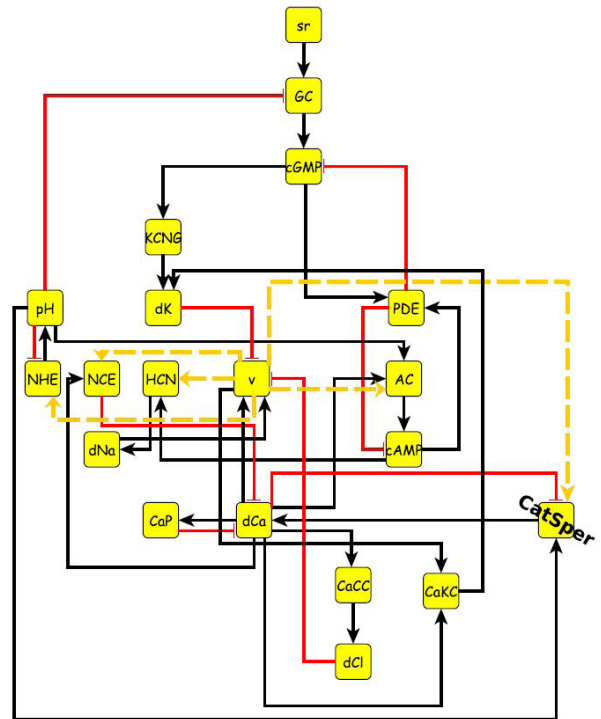 sr
GC
cGMP
KCNG
pH
dK
PDE
NHE
NCE
HCN
v
AC
dNa
cAMP
CaP
dCa
CatSper
CaCC
CaKC
dCl